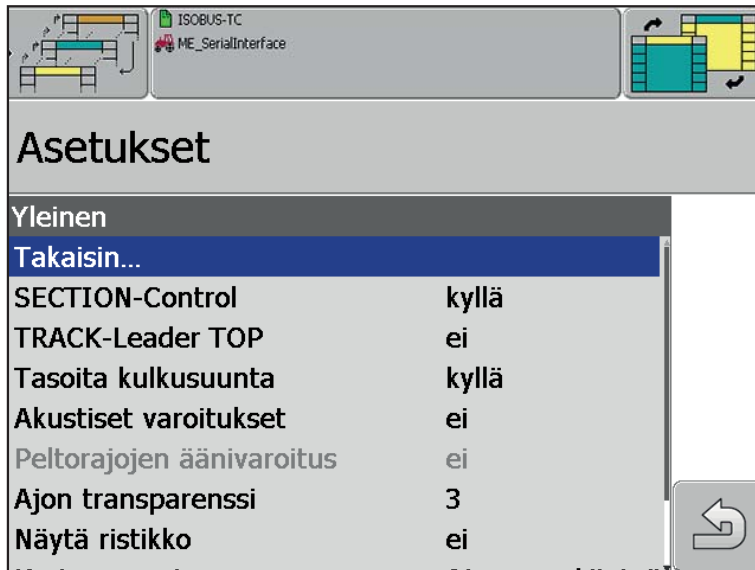 ISOBUS-TC
ME_SerialInterface
Asetukset
Yleinen
Takaisin...
SECTION-Control kyllä
TRACK-Leader TOP ei
Tasoita kulkusuunta kyllä
Akustiset varoitukset ei
Peltorajojen äänivaroitus ei
Ajon transparenssi 3
Näytä ristikko ei